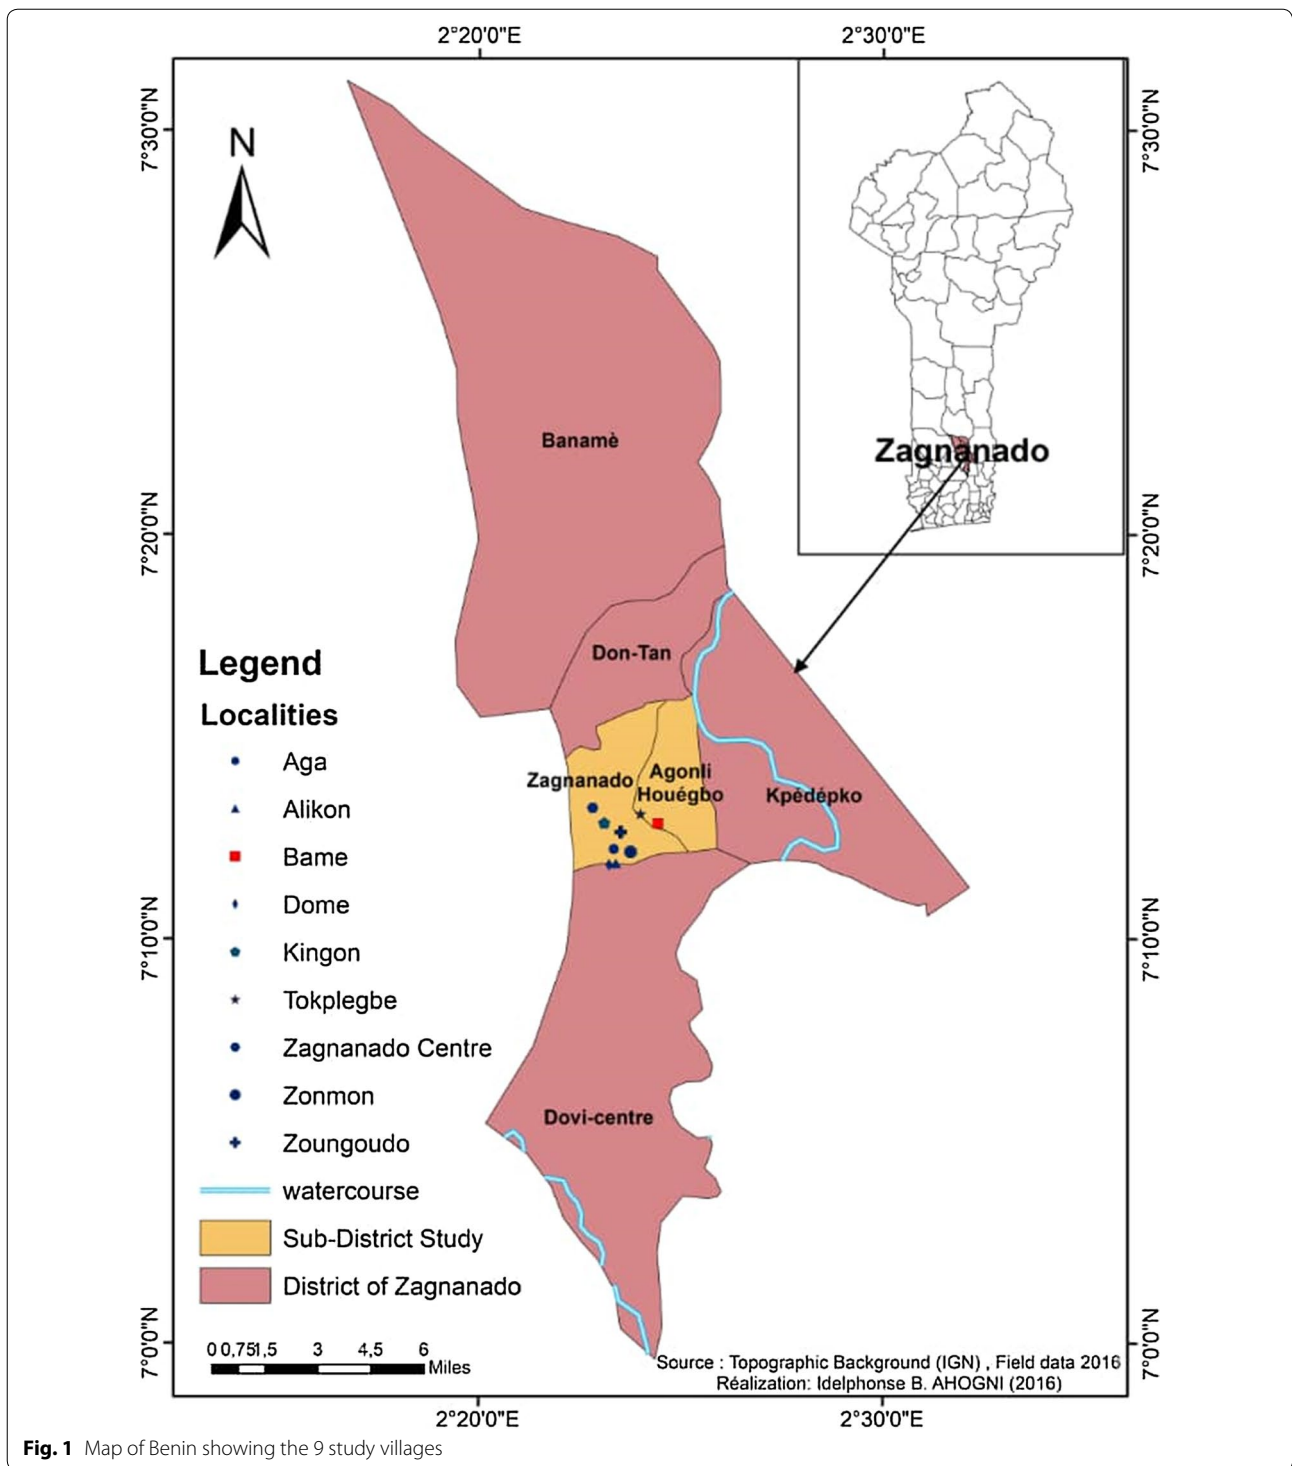 2°20'0"E
2°30'0"E
7°30'0"N
7°30'0"N
N
Banamè
Zagnanado
7°20'0"N
7°20'0"N
Don-Tan
Legend
Localities
Aga
Alikon
Bame
Dome
Kingon
Tokplegbe
Zagnanado Centre
Zonmon
Zoungoudo
watercourse
Sub-District Study
District of Zagnanado
Zagnanado
Agonli
Houégbo
Kpédépko
7°10'0"N
7°10'0"N
Dovi-centre
0 0,75 1,5 3 4,5 6
Miles
7°0'0"N
7°0'0"N
Source : Topographic Background (IGN) , Field data 2016
Réalization: Idelphonse B. AHOGNI (2016)
2°20'0"E
2°30'0"E
Fig. 1 Map of Benin showing the 9 study villages